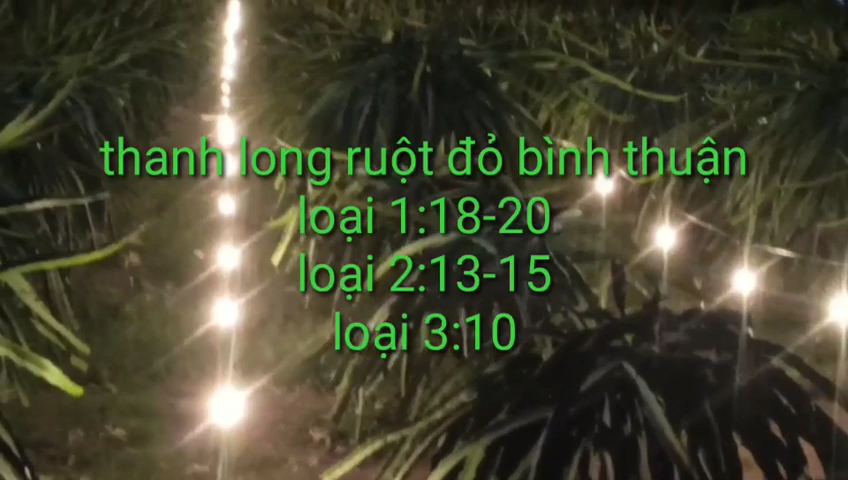 thanh long ruột đỏ bình thuận
loại 1:18-20
loại 2:13-15
loại 3:10